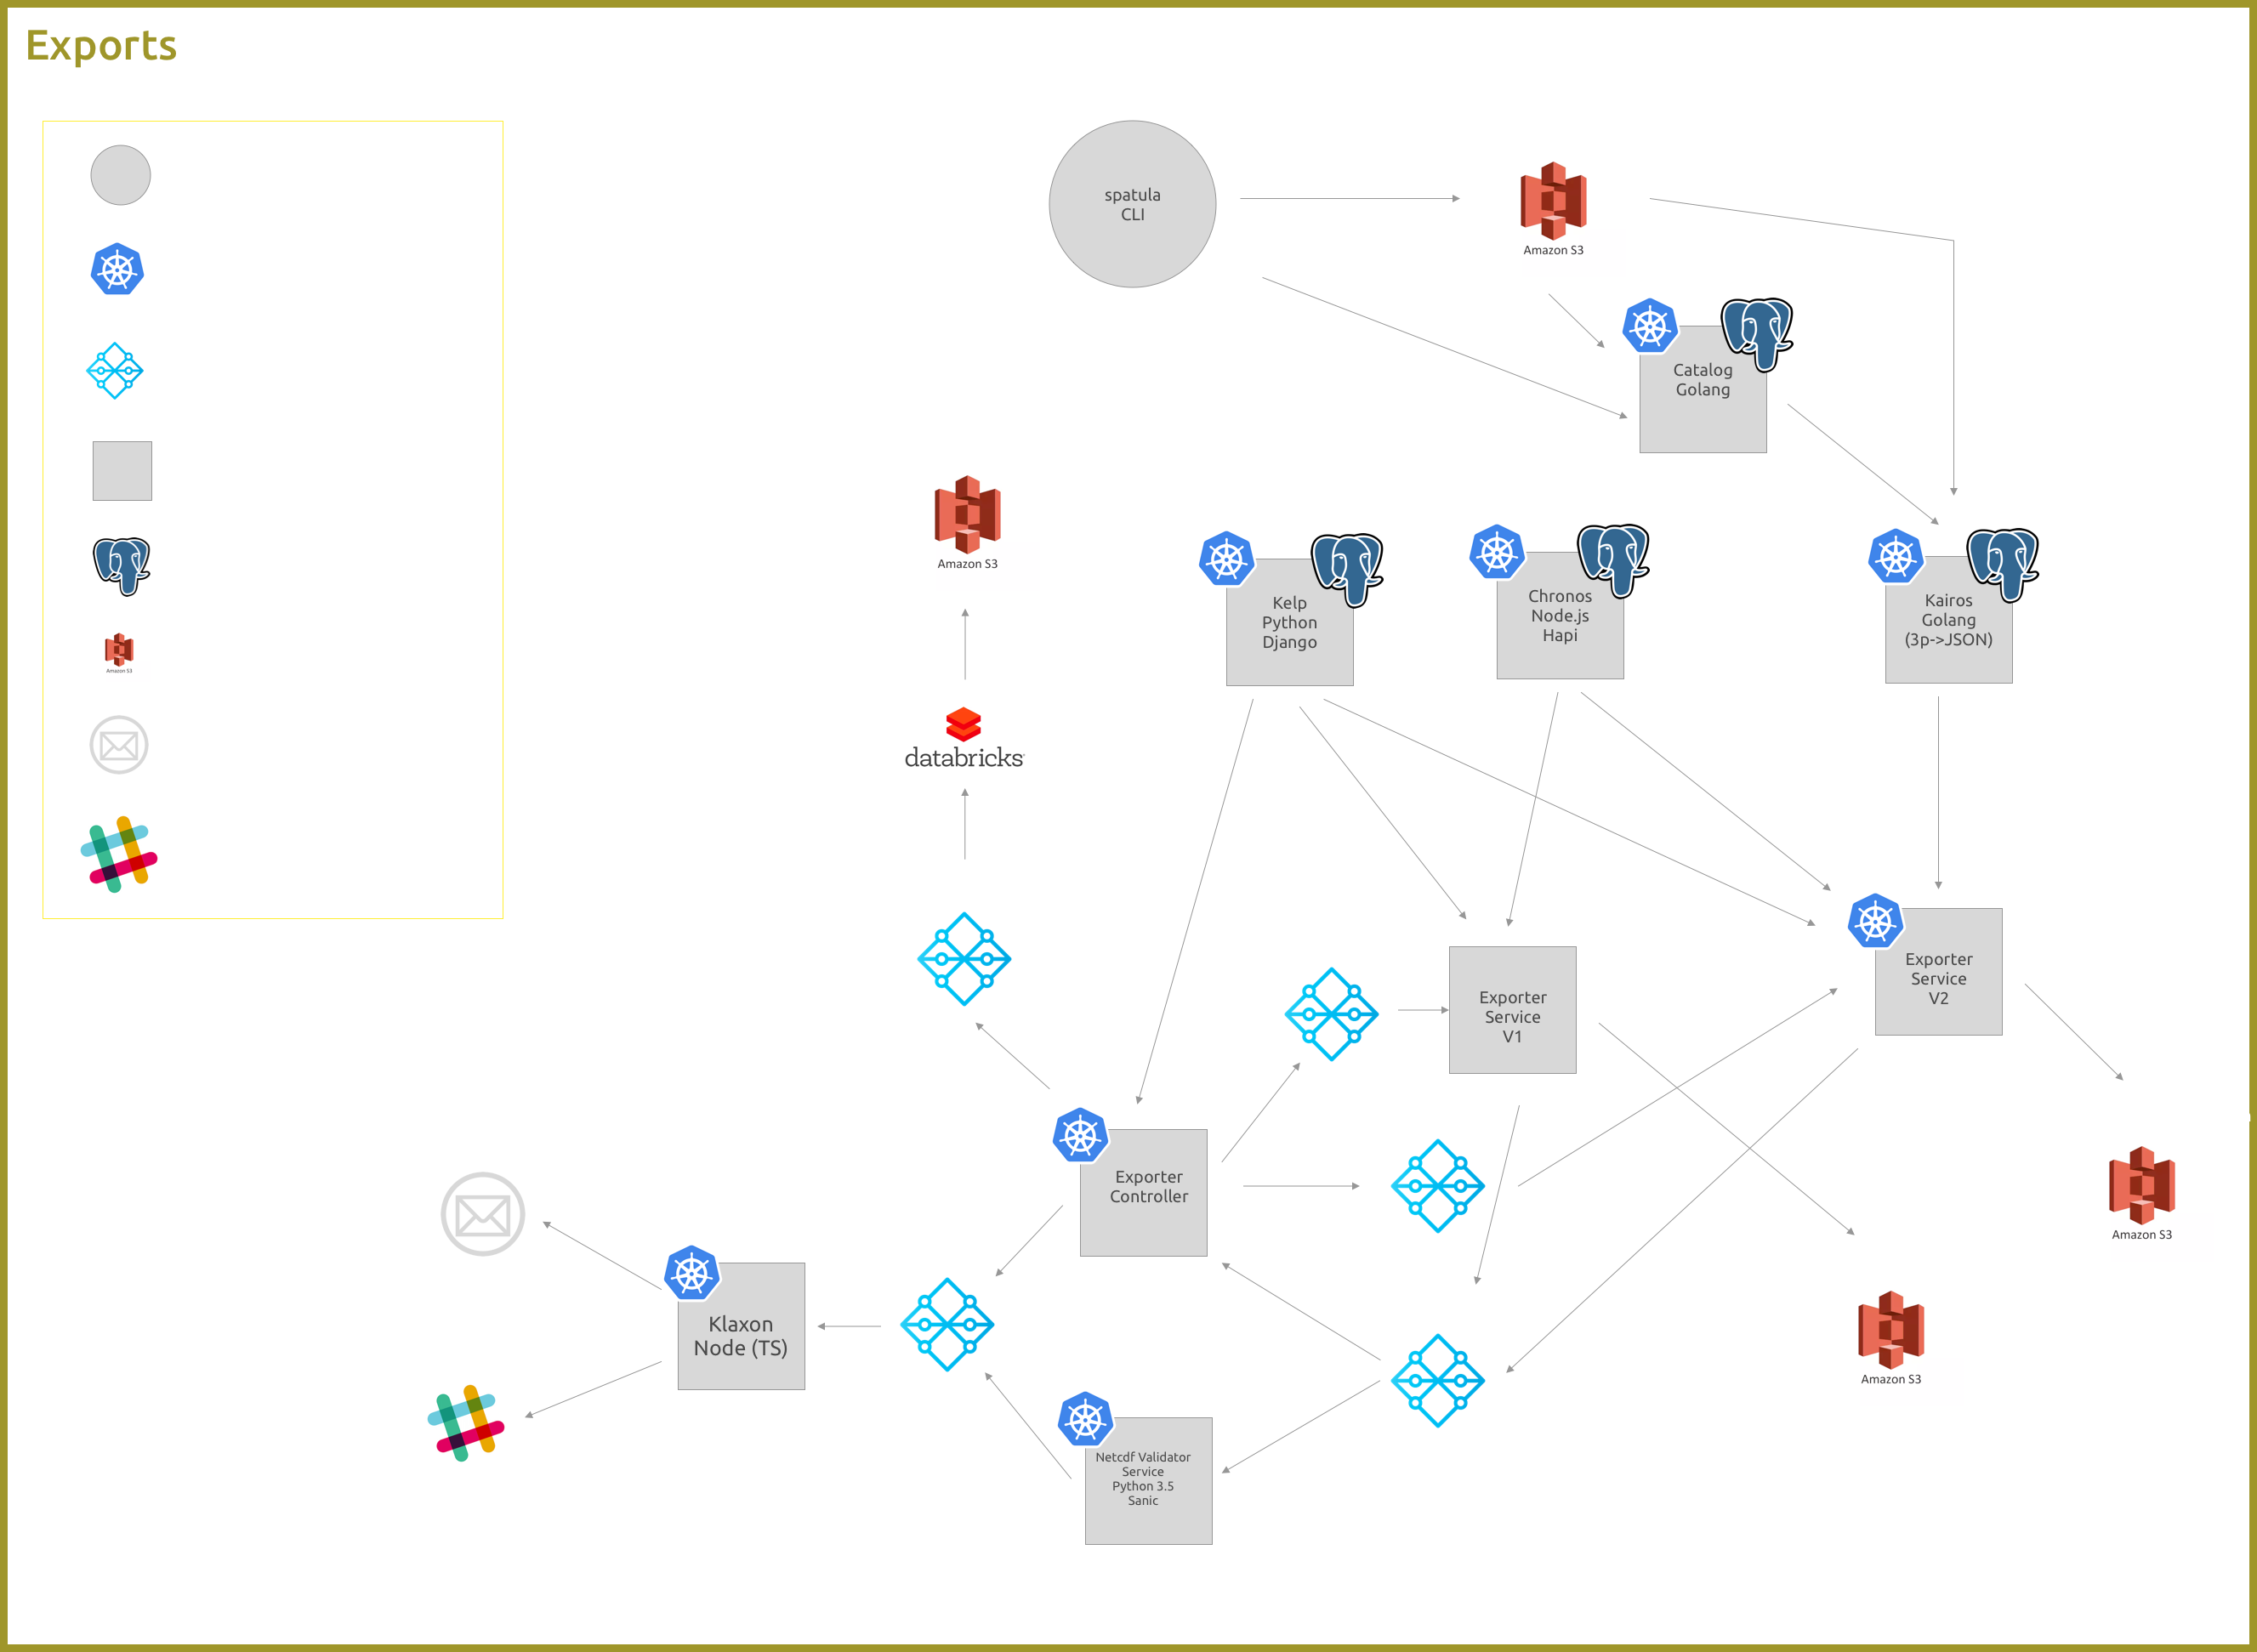 Exports
spatula
CLI
Amazon S3
Catalog
Golang
Amazon S3
Kelp
Python
Django
Chronos
Node.js
Hapi
Kairos
Golang
(3p->JSON)
Amazon S3
databricks
Exporter
Service
V1
Exporter
Service
V2
Exporter
Controller
Amazon S3
Klaxon
Node (TS)
Amazon S3
Netcdf Validator
Service
Python 3.5
Sanic